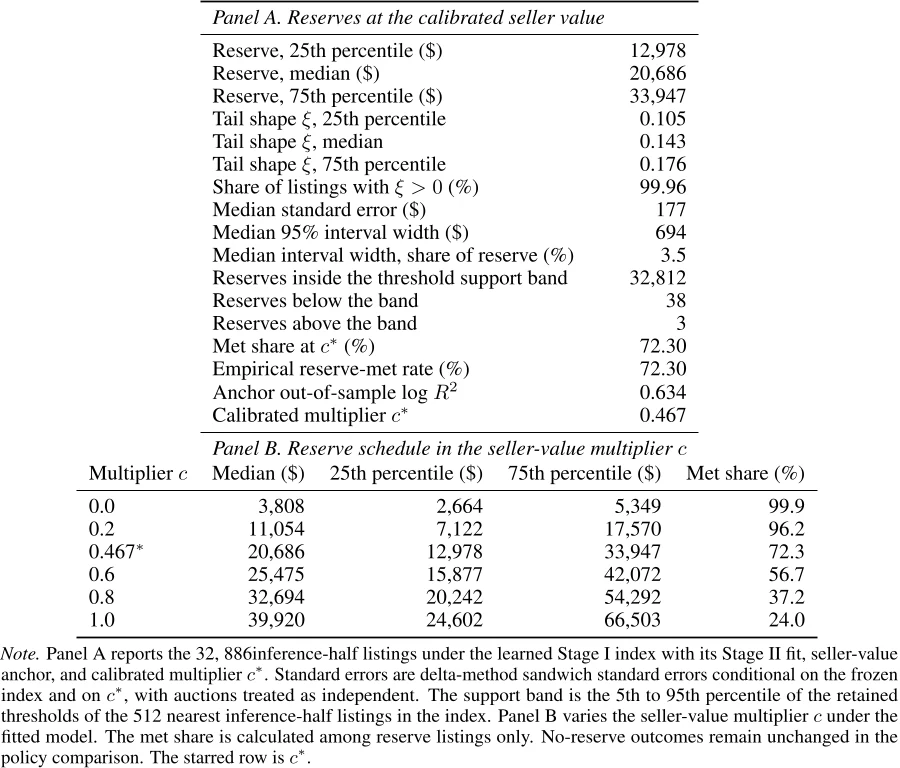 Panel A. Reserves at the calibrated seller value
Reserve, 25th percentile ($) 12,978
Reserve, median ($) 20,686
Reserve, 75th percentile ($) 33,947
Tail shape ξ, 25th percentile 0.105
Tail shape ξ, median 0.143
Tail shape ξ, 75th percentile 0.176
Share of listings with ξ > 0 (%) 99.96
Median standard error ($) 177
Median 95% interval width ($) 694
Median interval width, share of reserve (%) 3.5
Reserves inside the threshold support band 32,812
Reserves below the band 38
Reserves above the band 3
Met share at c* (%) 72.30
Empirical reserve-met rate (%) 72.30
Anchor out-of-sample log R² 0.634
Calibrated multiplier c* 0.467
Panel B. Reserve schedule in the seller-value multiplier c
Multiplier c Median ($) 25th percentile ($) 75th percentile ($) Met share (%)
0.0 3,808 2,664 5,349 99.9
0.2 11,054 7,122 17,570 96.2
0.467* 20,686 12,978 33,947 72.3
0.6 25,475 15,877 42,072 56.7
0.8 32,694 20,242 54,292 37.2
1.0 39,920 24,602 66,503 24.0
Note. Panel A reports the 32, 886inference-half listings under the learned Stage I index with its Stage II fit, seller-value
anchor, and calibrated multiplier c*. Standard errors are delta-method sandwich standard errors conditional on the frozen
index and on c*, with auctions treated as independent. The support band is the 5th to 95th percentile of the retained
thresholds of the 512 nearest inference-half listings in the index. Panel B varies the seller-value multiplier c under the
fitted model. The met share is calculated among reserve listings only. No-reserve outcomes remain unchanged in the
policy comparison. The starred row is c*.